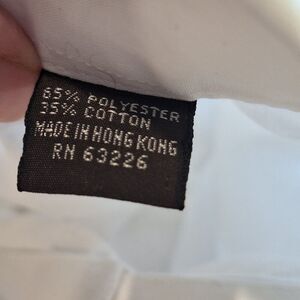 65% POLYESTER
35% COTTON
MADE IN HONG KONG
RN 63226